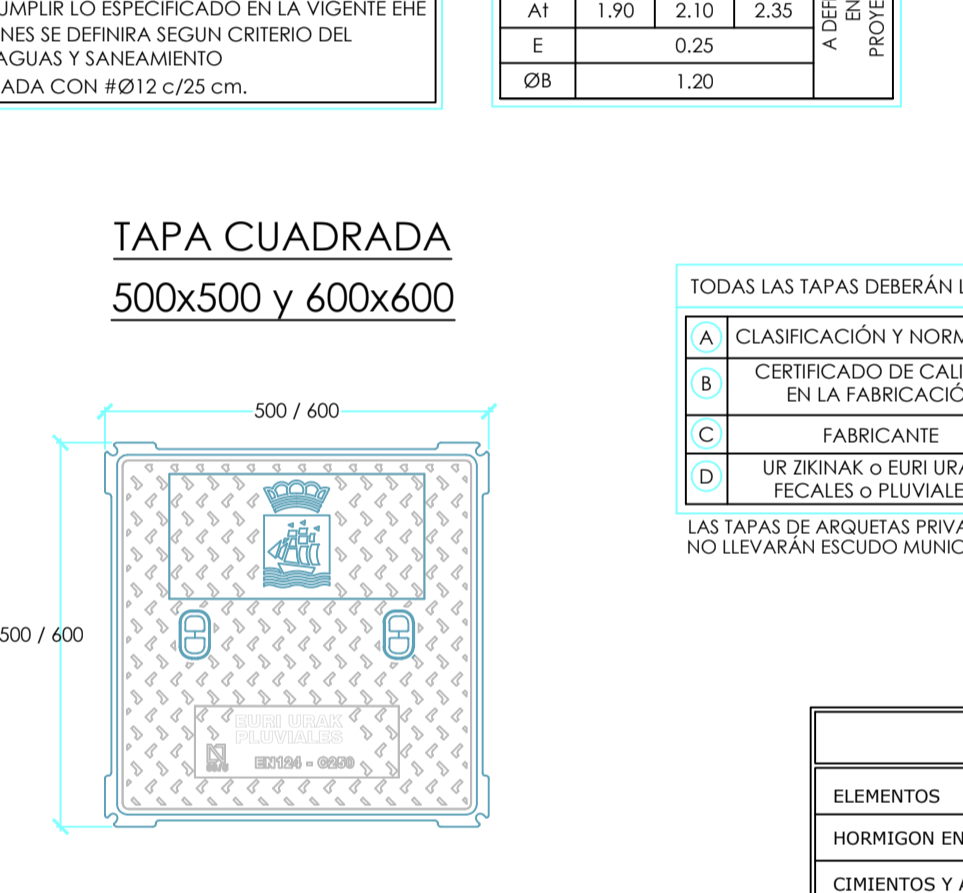 UMPLIR LO ESPECIFICADO EN LA VIGENTE EHE
NES SE DEFINIRA SEGUN CRITERIO DEL
AGUAS Y SANEAMIENTO
ADA CON #Ø12 c/25 cm.
At 1.90 2.10 2.35
E 0.25
ØB 1.20
A DEF
EN
PROYE
TAPA CUADRADA
500x500 y 600x600
500 / 600
500 / 600
EURI URAK
PLUVIALES
N
EN124 - C250
TODAS LAS TAPAS DEBERÁN L
A CLASIFICACIÓN Y NORM
B CERTIFICADO DE CALI
EN LA FABRICACIÓ
C FABRICANTE
D UR ZIKINAK o EURI URA
FECALES o PLUVIALE
LAS TAPAS DE ARQUETAS PRIVA
NO LLEVARÁN ESCUDO MUNIC
ELEMENTOS
HORMIGON EN
CIMIENTOS Y A